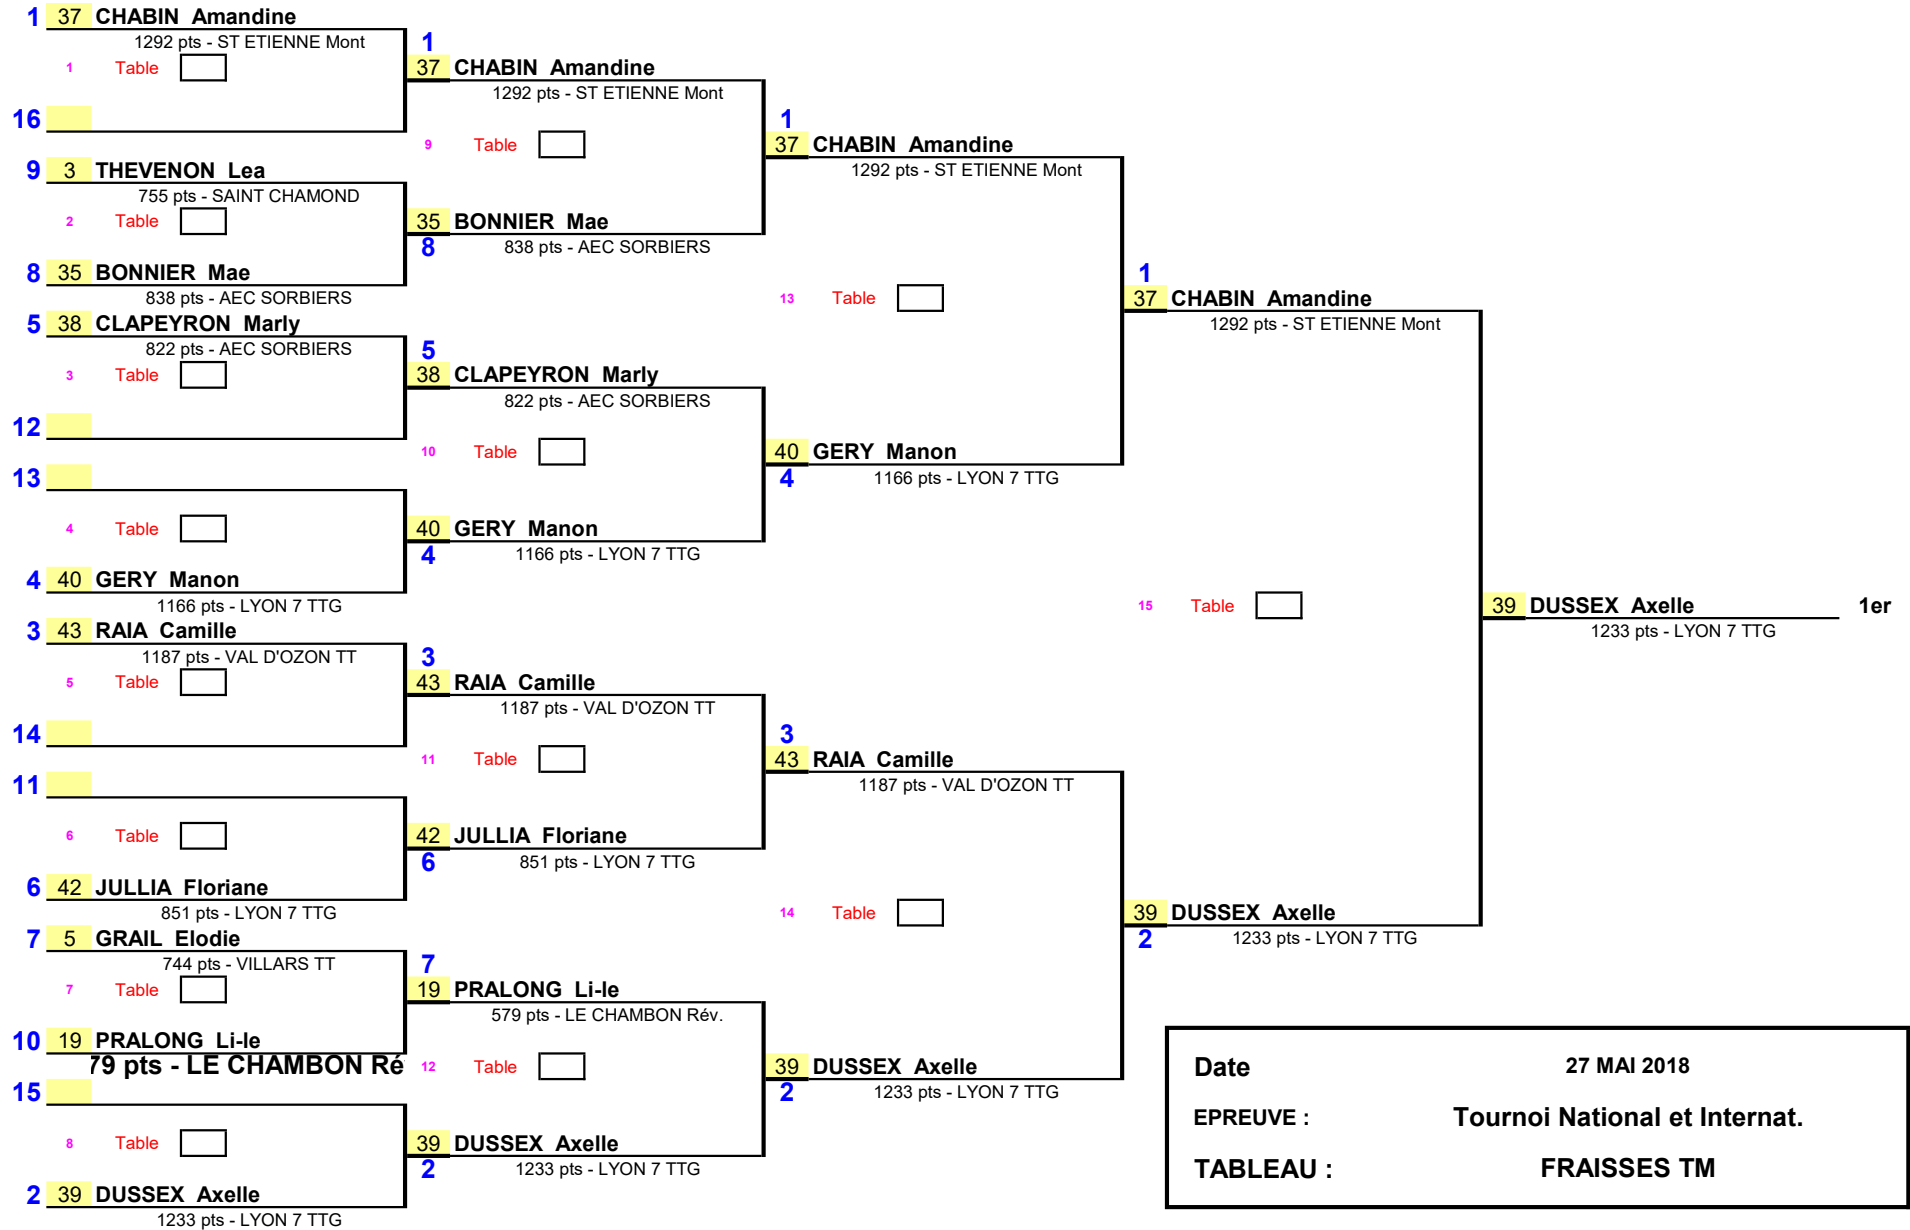 1 37 CHABIN Amandine
1292 pts - ST ETIENNE Mont
1 Table
16
9 3 THEVENON Lea
755 pts - SAINT CHAMOND
2 Table
8 35 BONNIER Mae
838 pts - AEC SORBIERS
5 38 CLAPEYRON Marly
822 pts - AEC SORBIERS
3 Table
12
13
4 Table
4 40 GERY Manon
1166 pts - LYON 7 TTG
3 43 RAIA Camille
1187 pts - VAL D'OZON TT
5 Table
14
11
6 Table
6 42 JULLIA Floriane
851 pts - LYON 7 TTG
7 5 GRAIL Elodie
744 pts - VILLARS TT
7 Table
10 19 PRALONG Li-le
79 pts - LE CHAMBON Ré
15
8 Table
2 39 DUSSEX Axelle
1233 pts - LYON 7 TTG
1
37 CHABIN Amandine
1292 pts - ST ETIENNE Mont
9 Table
35 BONNIER Mae
8
838 pts - AEC SORBIERS
5
38 CLAPEYRON Marly
822 pts - AEC SORBIERS
10 Table
40 GERY Manon
4
1166 pts - LYON 7 TTG
3
43 RAIA Camille
1187 pts - VAL D'OZON TT
11 Table
42 JULLIA Floriane
6
851 pts - LYON 7 TTG
7
19 PRALONG Li-le
579 pts - LE CHAMBON Rév.
12 Table
39 DUSSEX Axelle
2
1233 pts - LYON 7 TTG
1
37 CHABIN Amandine
1292 pts - ST ETIENNE Mont
13 Table
40 GERY Manon
4
1166 pts - LYON 7 TTG
3
43 RAIA Camille
1187 pts - VAL D'OZON TT
14 Table
39 DUSSEX Axelle
2
1233 pts - LYON 7 TTG
1
37 CHABIN Amandine
1292 pts - ST ETIENNE Mont
15 Table
39 DUSSEX Axelle
2
1233 pts - LYON 7 TTG
39 DUSSEX Axelle 1er
1233 pts - LYON 7 TTG
Date 27 MAI 2018
EPREUVE : Tournoi National et Internat.
TABLEAU : FRAISSES TM